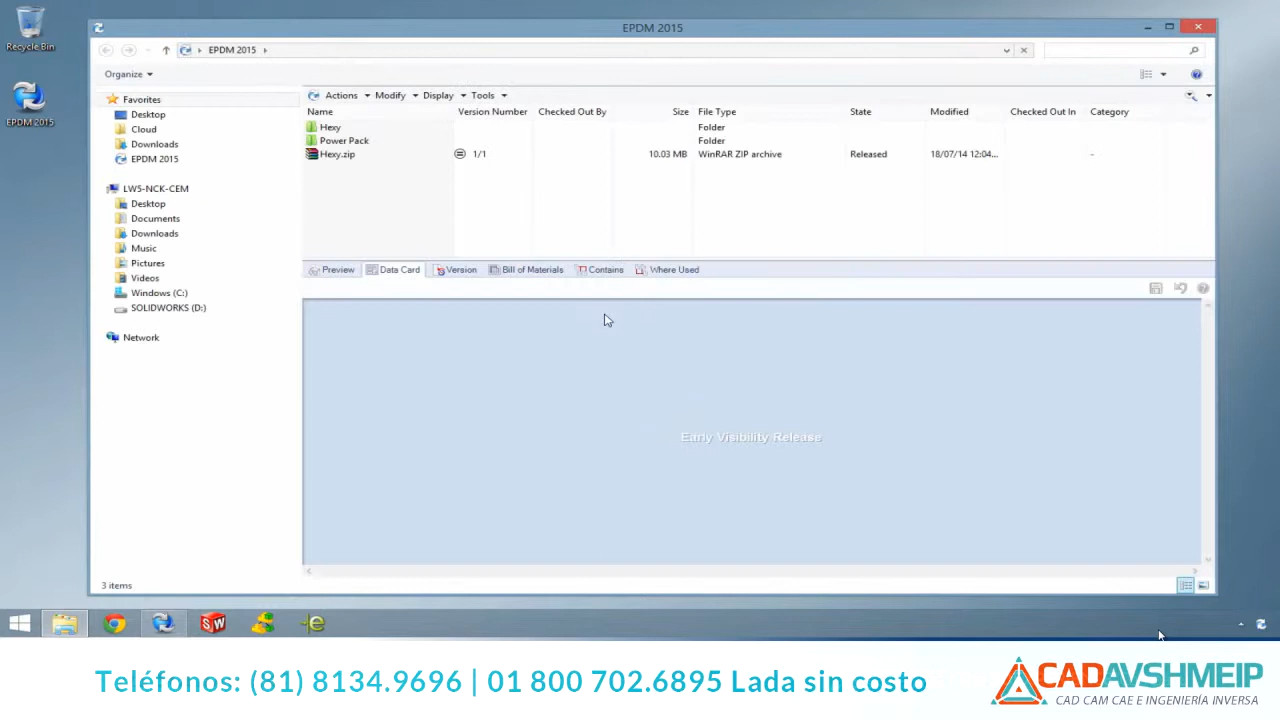 Recycle Bin
EPDM 2015
EPDM 2015
EPDM 2015
Organize
Favorites
Desktop
Cloud
Downloads
EPDM 2015
LW5-NCK-CEM
Desktop
Documents
Downloads
Music
Pictures
Videos
Windows (C:)
SOLIDWORKS (D:)
Network
Actions Modify Display Tools
Name Version Number Checked Out By Size File Type State Modified Checked Out In Category
Hexy Folder
Power Pack Folder
Hexy.zip 1/1 10.03 MB WinRAR ZIP archive Released 18/07/14 12:04... -
Preview Data Card Version Bill of Materials Contains Where Used
Early Visibility Release
3 items
Teléfonos: (81) 8134.9696 | 01 800 702.6895 Lada sin costo
CADAVSHMEIP
CAD CAM CAE E INGENIERÍA INVERSA